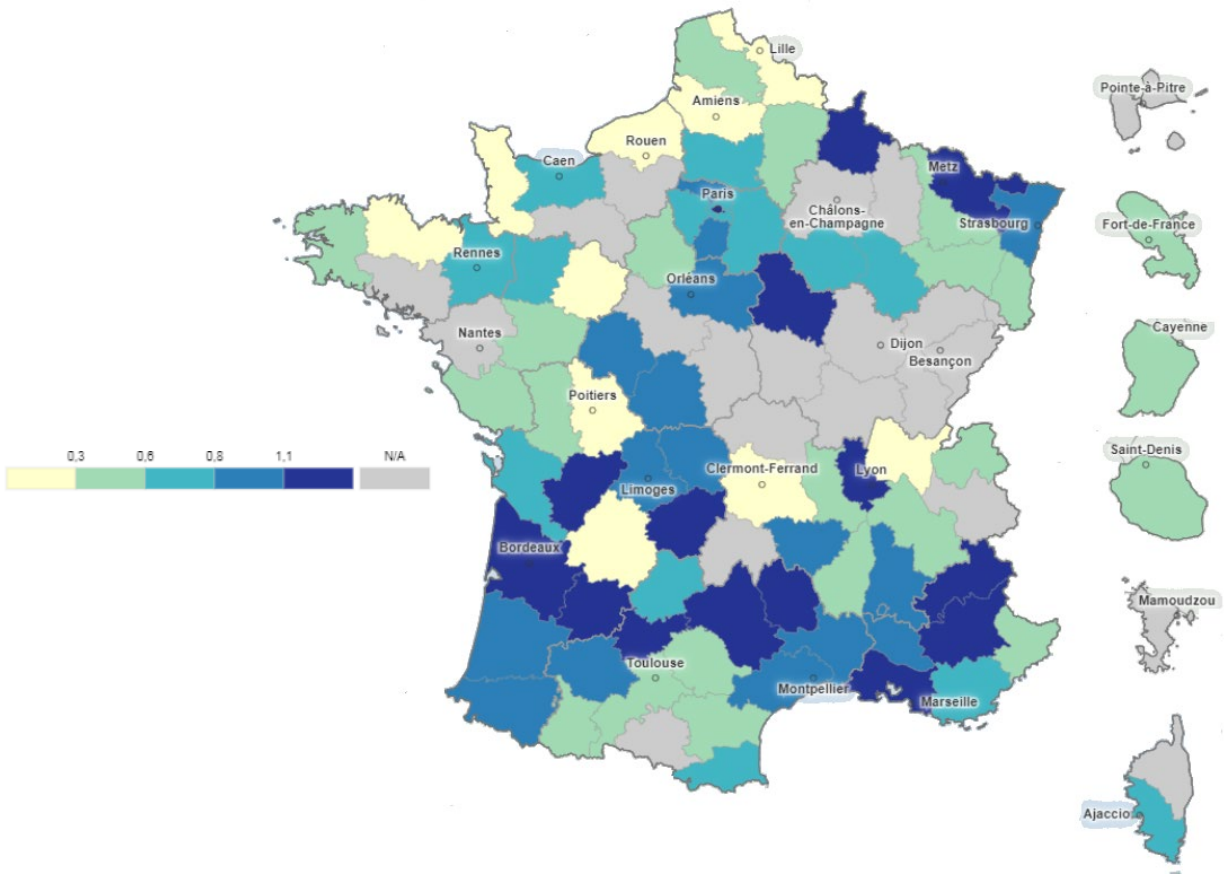 Lille
Pointe-à-Pitre
Amiens
Rouen
Caen
Metz
Paris
Châlons-
en-Champagne
Strasbourg
Fort-de-France
Rennes
Orléans
Nantes
Dijon
Besançon
Cayenne
Poitiers
0,3 0,6 0,8 1,1 N/A
Saint-Denis
Lyon
Clermont-Ferrand
Limoges
Bordeaux
Mamoudzou
Toulouse
Montpellier
Marseille
Ajaccio